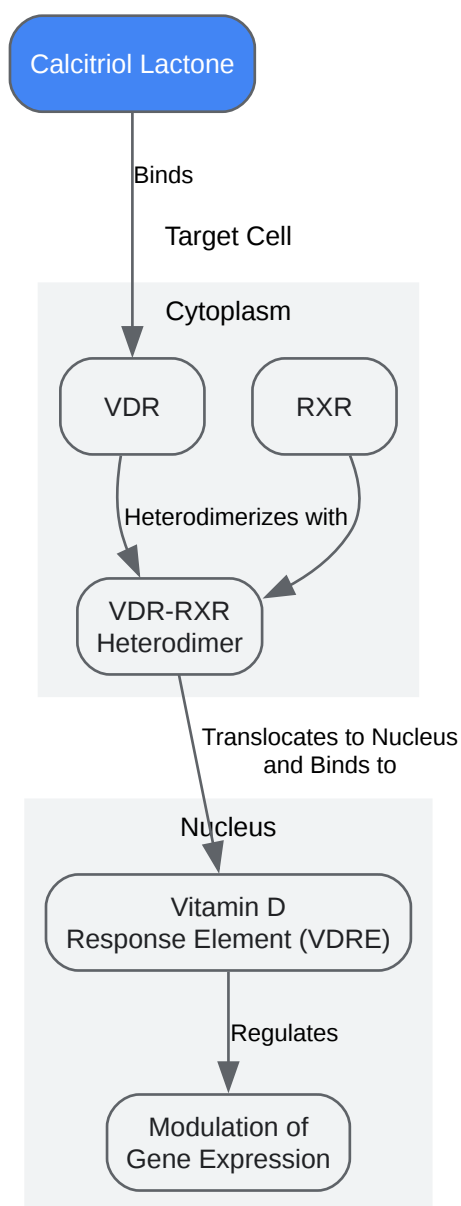 Calcitriol Lactone
Binds
Target Cell
Cytoplasm
VDR
RXR
Heterodimerizes with
VDR-RXR
Heterodimer
Translocates to Nucleus
and Binds to
Nucleus
Vitamin D
Response Element (VDRE)
Regulates
Modulation of
Gene Expression